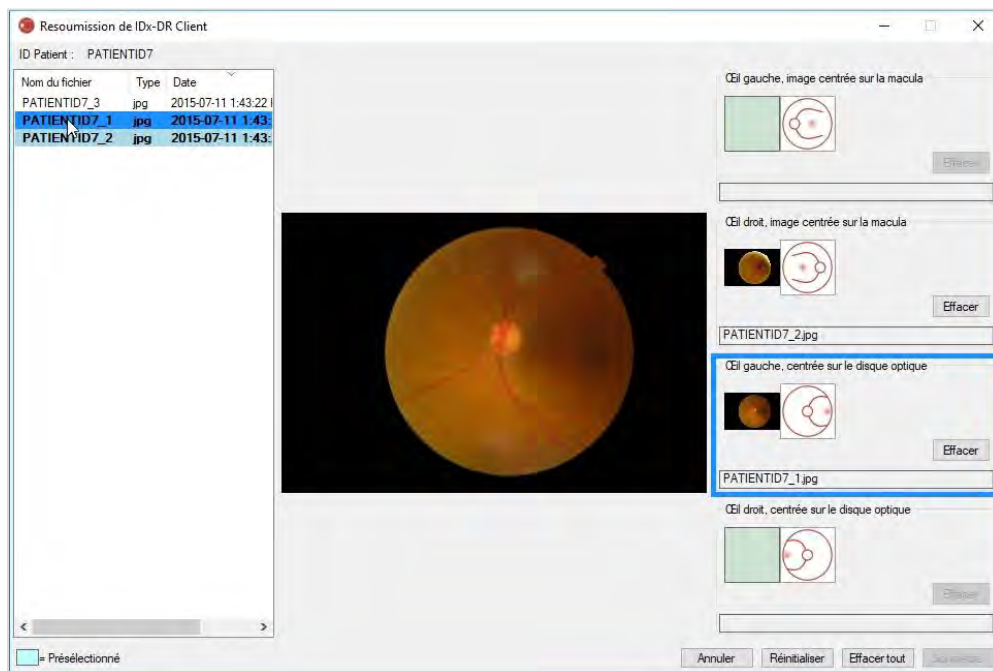 Resoumission de IDx-DR Client
ID Patient : PATIENTID7
Nom du fichier Type Date
PATIENTID7_3 jpg 2015-07-11 1:43:22
PATIENTID7_1 jpg 2015-07-11 1:43:
PATIENTID7_2 jpg 2015-07-11 1:43:
= Présélectionné
Œil gauche, image centrée sur la macula
Effacer
Œil droit, image centrée sur la macula
Effacer
PATIENTID7_2.jpg
Œil gauche, centrée sur le disque optique
Effacer
PATIENTID7_1.jpg
Œil droit, centrée sur le disque optique
Effacer
Annuler Réinitialiser Effacer tout